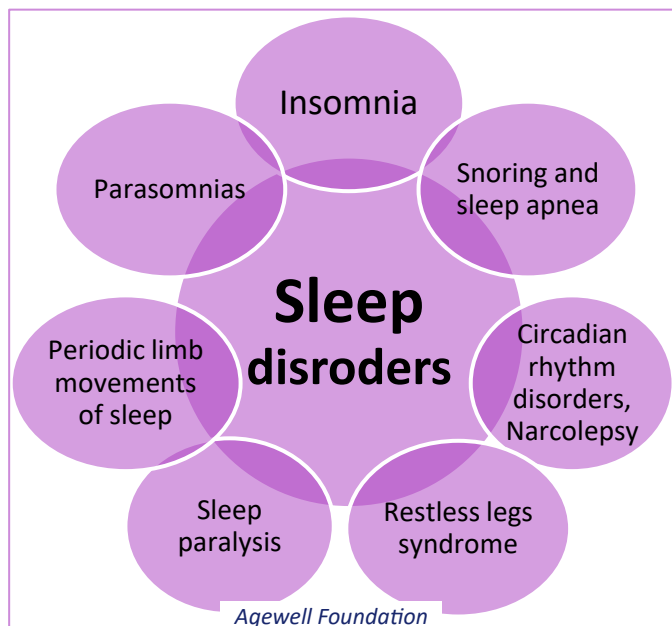 Insomnia
Snoring and
sleep apnea
Circadian
rhythm
disorders,
Narcolepsy
Restless legs
syndrome
Sleep
paralysis
Periodic limb
movements
of sleep
Parasomnias
Sleep
disroders
Agewell Foundation